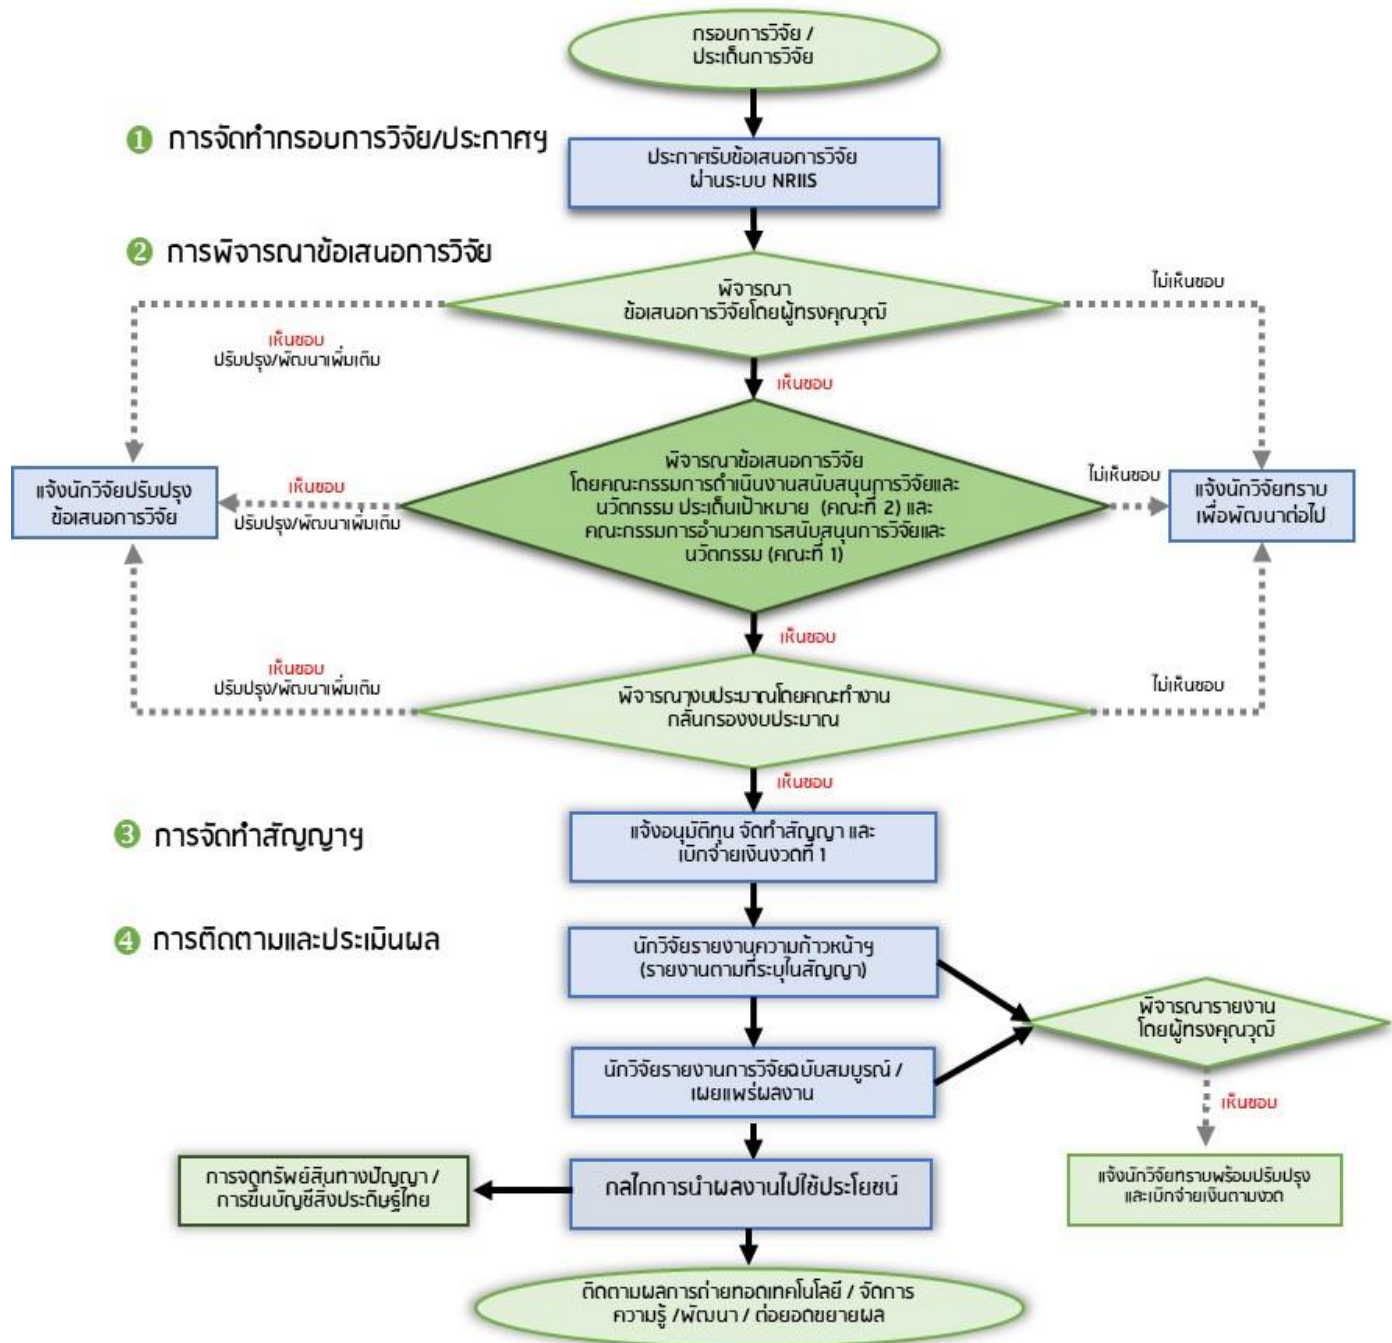 กรอบการวิจัย /
ประเด็นการวิจัย
1 การจัดทำกรอบการวิจัย/ประกาศฯ
ประกาศรับข้อเสนอการวิจัย
ผ่านระบบ NRIIS
2 การพิจารณาข้อเสนอการวิจัย
พิจารณา
ข้อเสนอการวิจัยโดยผู้ทรงคุณวุฒิ
ไม่เห็นชอบ
เห็นชอบ
ปรับปรุง/พัฒนาเพิ่มเติม
เห็นชอบ
พิจารณาข้อเสนอการวิจัย
โดยคณะกรรมการดำเนินงานสนับสนุนการวิจัยและ
นวัตกรรม ประเด็นเป้าหมาย (คณะที่ 2) และ
คณะกรรมการอำนวยการสนับสนุนการวิจัยและ
นวัตกรรม (คณะที่ 1)
แจ้งนักวิจัยปรับปรุง
ข้อเสนอการวิจัย
เห็นชอบ
ปรับปรุง/พัฒนาเพิ่มเติม
ไม่เห็นชอบ
แจ้งนักวิจัยทราบ
เพื่อพัฒนาต่อไป
เห็นชอบ
เห็นชอบ
ปรับปรุง/พัฒนาเพิ่มเติม
พิจารณางบประมาณโดยคณะทำงาน
กลั่นกรองงบประมาณ
ไม่เห็นชอบ
เห็นชอบ
3 การจัดทำสัญญาฯ
แจ้งอนุมัติทุน จัดทำสัญญา และ
เบิกจ่ายเงินงวดที่ 1
4 การติดตามและประเมินผล
นักวิจัยรายงานความก้าวหน้าฯ
(รายงานตามที่ระบุในสัญญา)
พิจารณารายงาน
โดยผู้ทรงคุณวุฒิ
นักวิจัยรายงานการวิจัยฉบับสมบูรณ์ /
เผยแพร่ผลงาน
เห็นชอบ
การจดทรัพย์สินทางปัญญา /
การขึ้นบัญชีสิ่งประดิษฐ์ไทย
กลไกการนำผลงานไปใช้ประโยชน์
แจ้งนักวิจัยทราบพร้อมปรับปรุง
และเบิกจ่ายเงินตามงวด
ติดตามผลการถ่ายทอดเทคโนโลยี / จัดการ
ความรู้ /พัฒนา / ต่อยอดขยายผล